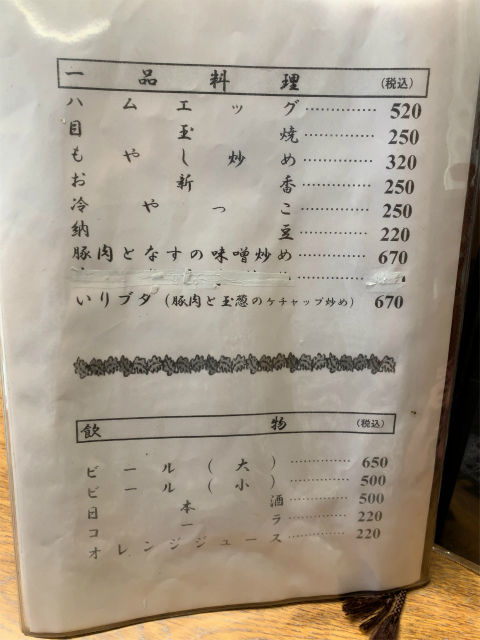 一品料理 (税込)
ハムエッグ……………520
目玉焼……………250
もやし炒め……………320
お新香……………250
冷やっこ……………250
納豆……………220
豚肉となすの味噌炒め……………670
いりブタ(豚肉と玉葱のケチャップ炒め) 670
飲物 (税込)
ビール(大)……………650
ビール(小)……………500
日本酒……………500
コーラ……………220
オレンジジュース……………220